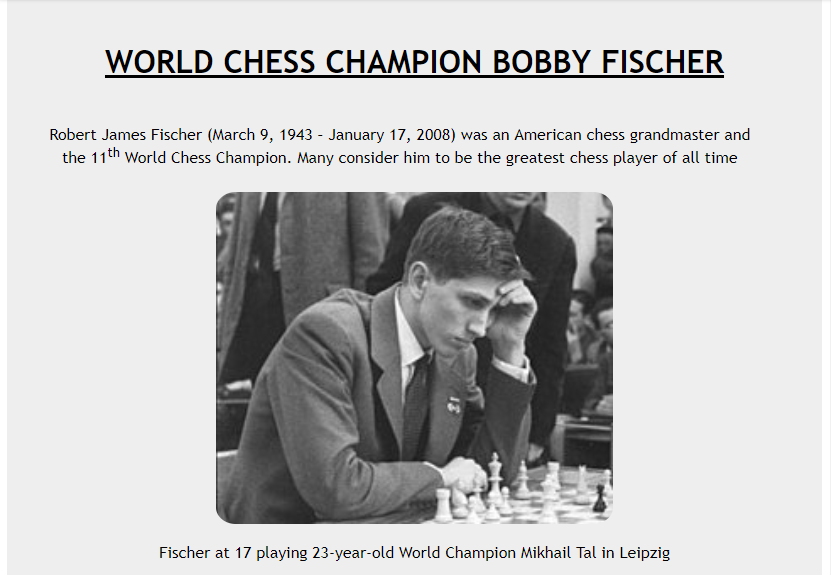 WORLD CHESS CHAMPION BOBBY FISCHER
Robert James Fischer (March 9, 1943 - January 17, 2008) was an American chess grandmaster and
the 11th World Chess Champion. Many consider him to be the greatest chess player of all time
Fischer at 17 playing 23-year-old World Champion Mikhail Tal in Leipzig